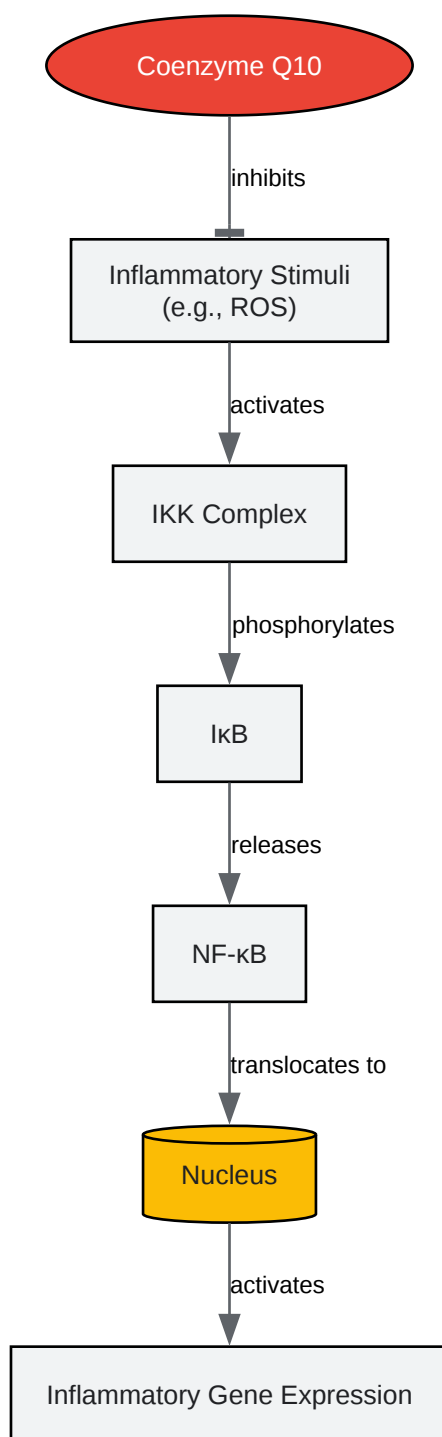 Coenzyme Q10
inhibits
Inflammatory Stimuli
(e.g., ROS)
activates
IKK Complex
phosphorylates
IκB
releases
NF-κB
translocates to
Nucleus
activates
Inflammatory Gene Expression